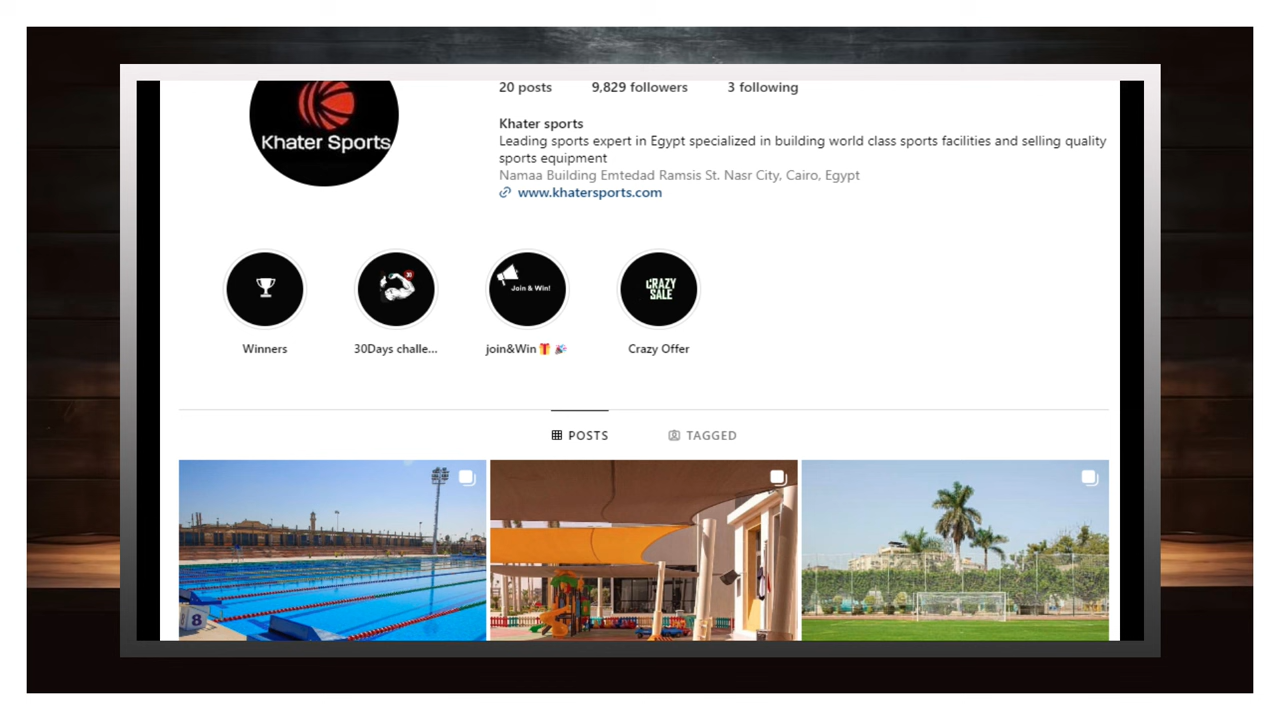 Khater Sports
20 posts 9,829 followers 3 following
Khater sports
Leading sports expert in Egypt specialized in building world class sports facilities and selling quality
sports equipment
Namaa Building Emtedad Ramsis St. Nasr City, Cairo, Egypt
www.khatersports.com
30
Join & Win!
CRAZY
SALE
Winners 30Days challe... join&Win 🎁 🎉 Crazy Offer
POSTS TAGGED
8